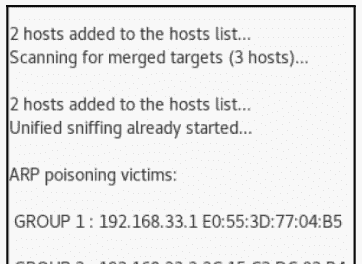 2 hosts added to the hosts list...
Scanning for merged targets (3 hosts)...
2 hosts added to the hosts list...
Unified sniffing already started...
ARP poisoning victims:
GROUP 1 : 192.168.33.1 E0:55:3D:77:04:B5